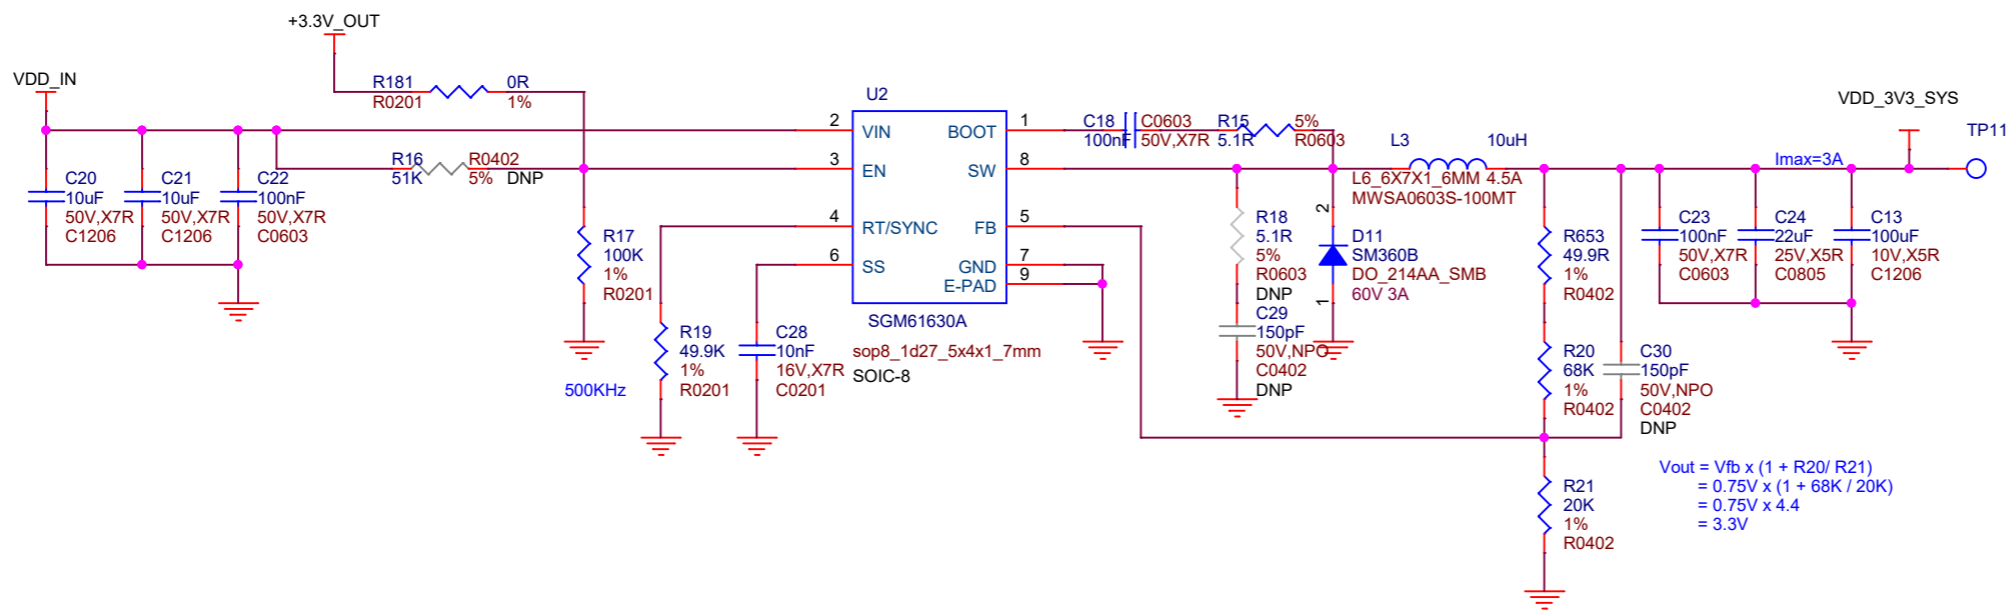 +3.3V_OUT
VDD_IN
R181
R0201
0R
1%
C20
10uF
50V,X7R
C1206
C21
10uF
50V,X7R
C1206
C22
100nF
50V,X7R
C0603
R16
51K
R0402
5%
DNP
R17
100K
1%
R0201
500KHz
R19
49.9K
1%
R0201
C28
10nF
16V,X7R
C0201
U2
2
VIN
3
EN
4
RT/SYNC
6
SS
BOOT
1
SW
8
FB
5
GND
7
E-PAD
9
SGM61630A
sop8_1d27_5x4x1_7mm
SOIC-8
C18
100nF
C0603
50V,X7R
R15
5.1R
5%
R0603
R18
5.1R
5%
R0603
DNP
C29
150pF
50V,NPO
C0402
DNP
2
D11
SM360B
DO_214AA_SMB
60V 3A
1
L3
10uH
L6_6X7X1_6MM 4.5A
MWSA0603S-100MT
R653
49.9R
1%
R0402
R20
68K
1%
R0402
C30
150pF
50V,NPO
C0402
DNP
R21
20K
1%
R0402
C23
100nF
50V,X7R
C0603
C24
22uF
25V,X5R
C0805
C13
100uF
10V,X5R
C1206
Imax=3A
VDD_3V3_SYS
TP11
Vout = Vfb x (1 + R20/ R21)
= 0.75V x (1 + 68K / 20K)
= 0.75V x 4.4
= 3.3V